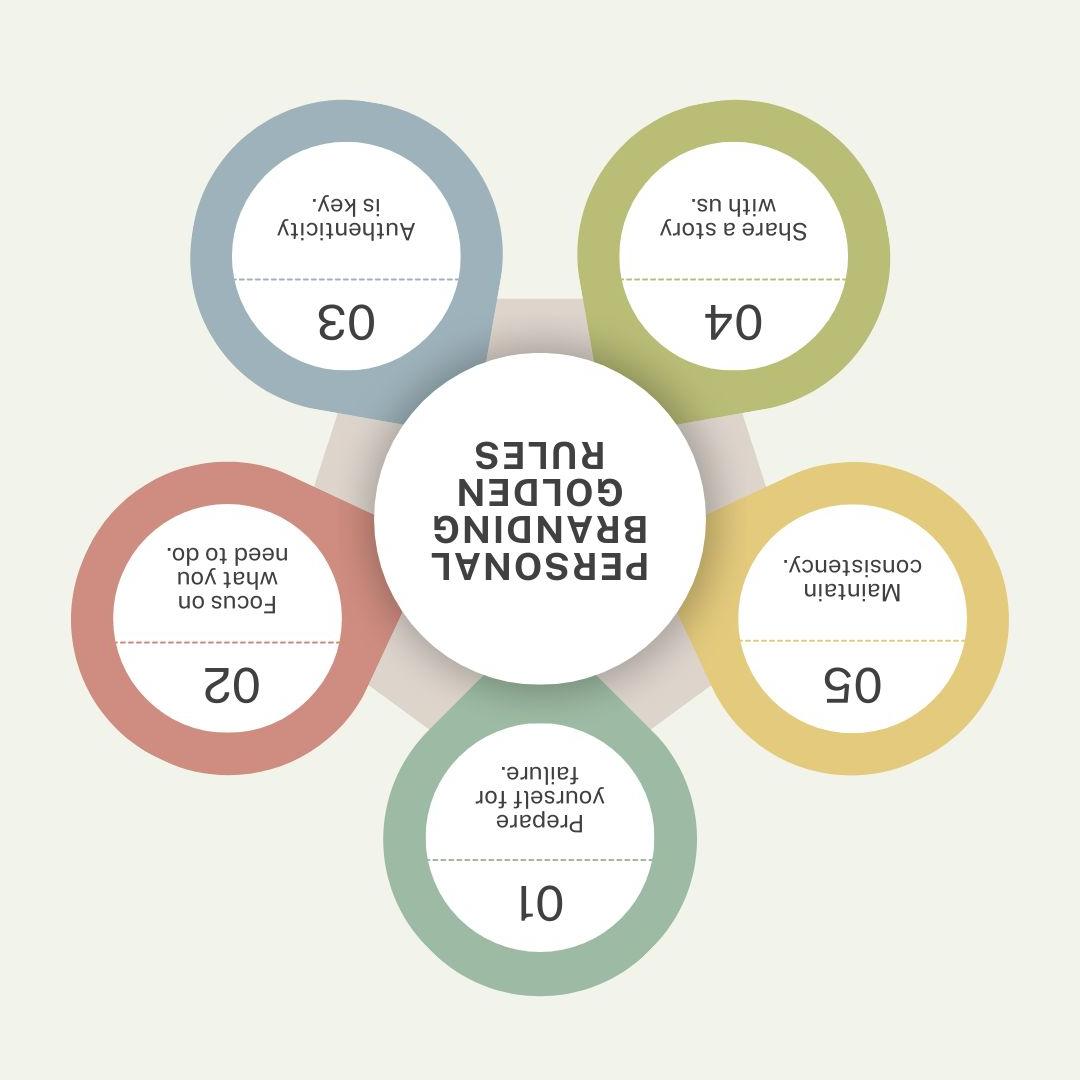 PERSONAL
BRANDING
GOLDEN
RULES
01
Prepare
yourself for
failure.
02
Focus on
what you
need to do.
03
Authenticity
is key.
04
Share a story
with us.
05
Maintain
consistency.